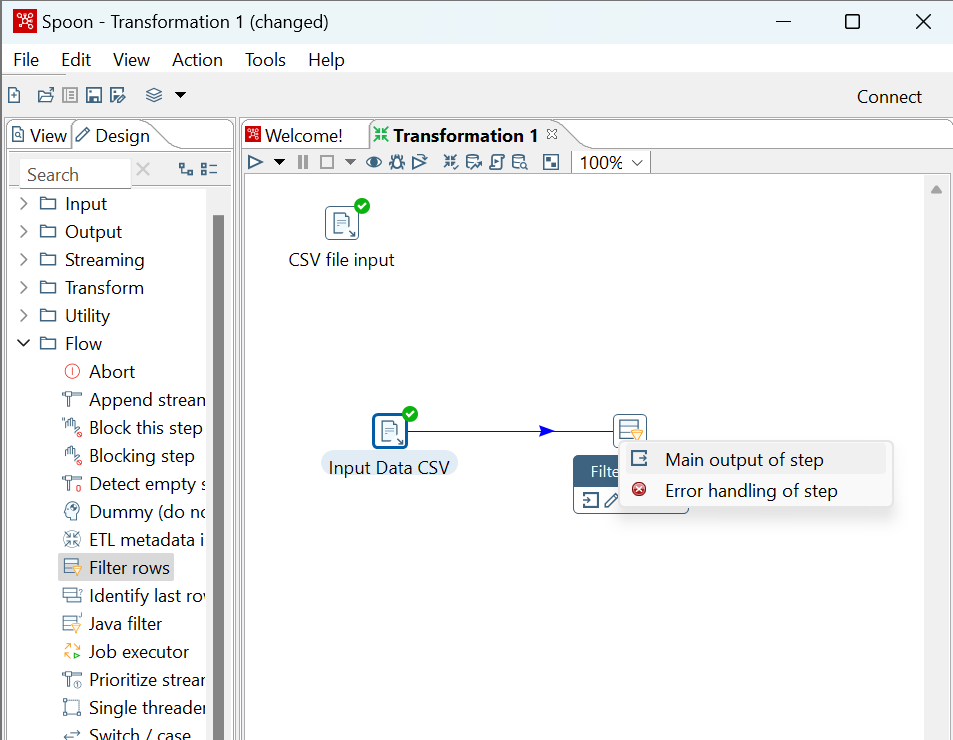 Spoon - Transformation 1 (changed)
File Edit View Action Tools Help
Connect
View Design
Welcome! Transformation 1
Search
100%
Input
Output
Streaming
Transform
Utility
Flow
Abort
Append strean
Block this step
Blocking step
Detect empty s
Dummy (do no
ETL metadata i
Filter rows
Identify last ro
Java filter
Job executor
Prioritize strear
Single threader
Switch / case
CSV file input
Input Data CSV
Filte
Main output of step
Error handling of step